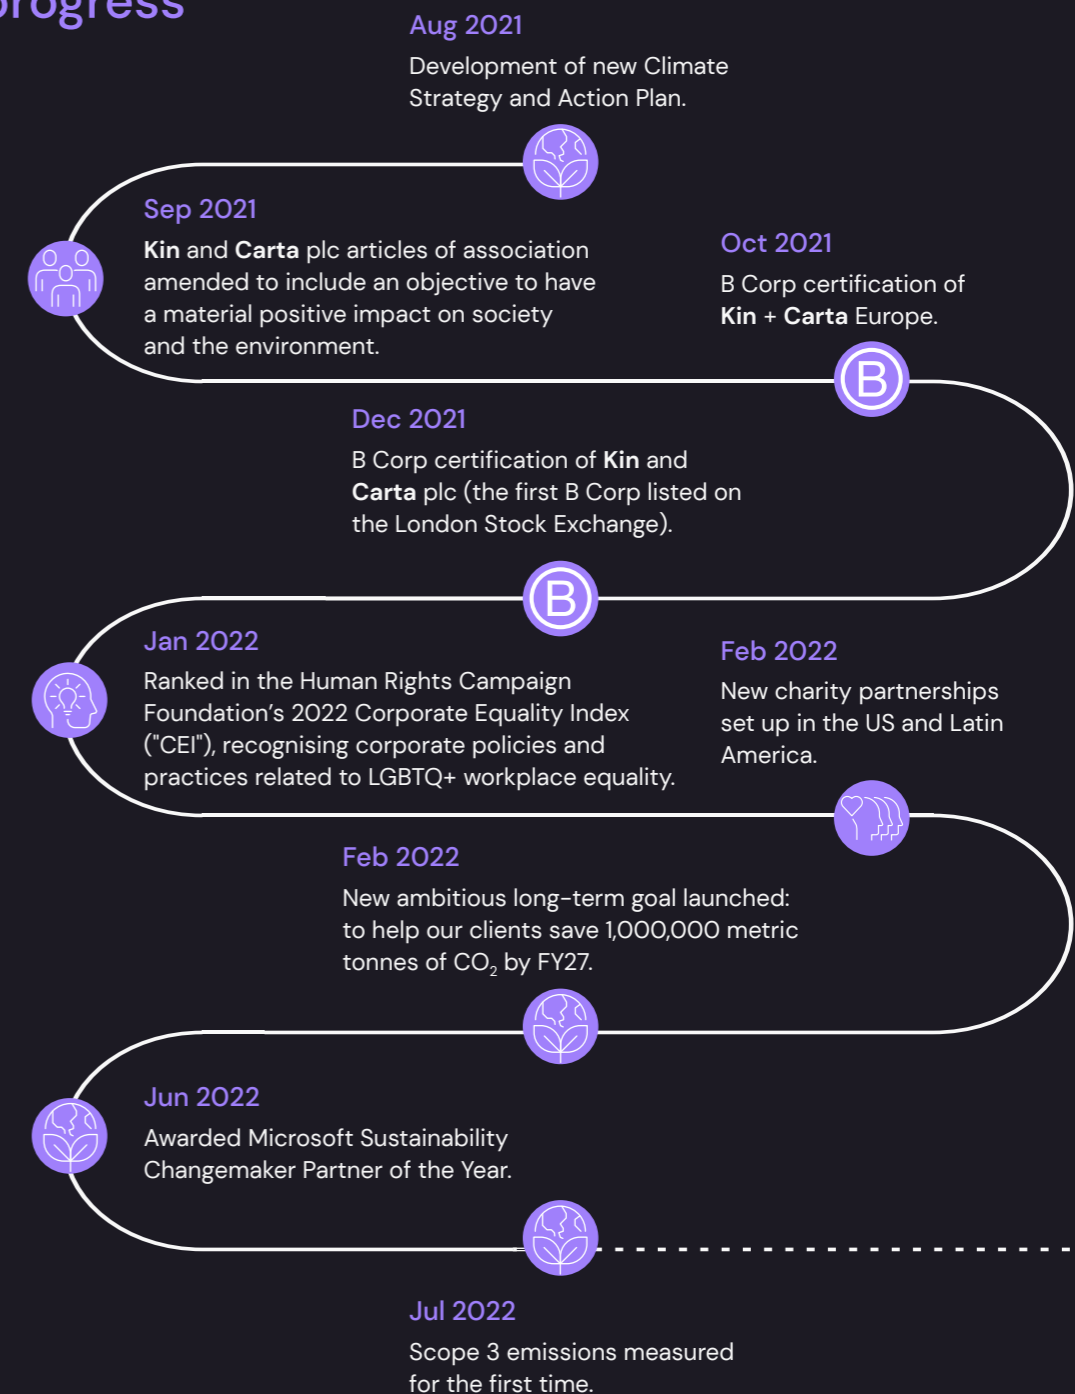 progress
Aug 2021
Development of new Climate
Strategy and Action Plan.
Sep 2021
Kin and Carta plc articles of association
amended to include an objective to have
a material positive impact on society
and the environment.
Oct 2021
B Corp certification of
Kin + Carta Europe.
B
Dec 2021
B Corp certification of Kin and
Carta plc (the first B Corp listed on
the London Stock Exchange).
B
Jan 2022
Ranked in the Human Rights Campaign
Foundation’s 2022 Corporate Equality Index
("CEI"), recognising corporate policies and
practices related to LGBTQ+ workplace equality.
Feb 2022
New charity partnerships
set up in the US and Latin
America.
Feb 2022
New ambitious long-term goal launched:
to help our clients save 1,000,000 metric
tonnes of CO₂ by FY27.
Jun 2022
Awarded Microsoft Sustainability
Changemaker Partner of the Year.
Jul 2022
Scope 3 emissions measured
for the first time.